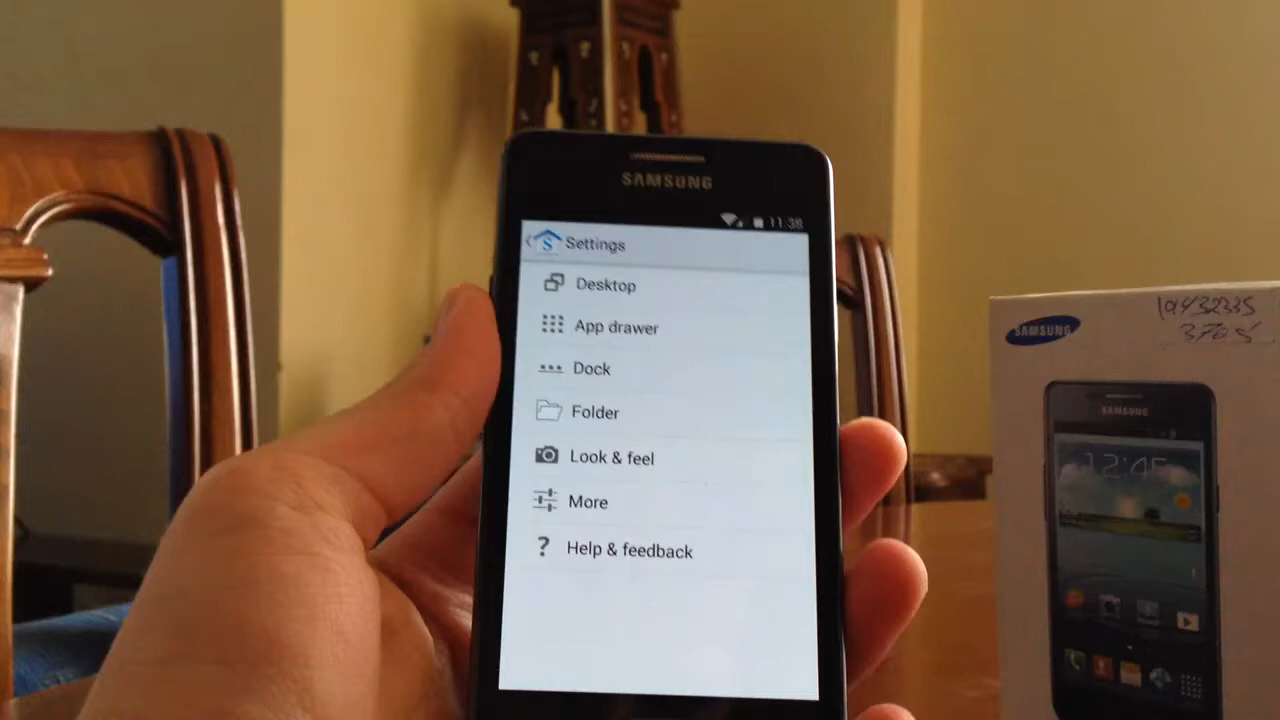 SAMSUNG
11:38
S Settings
Desktop
App drawer
Dock
Folder
Look & feel
More
? Help & feedback
SAMSUNG
SAMSUNG
12:45